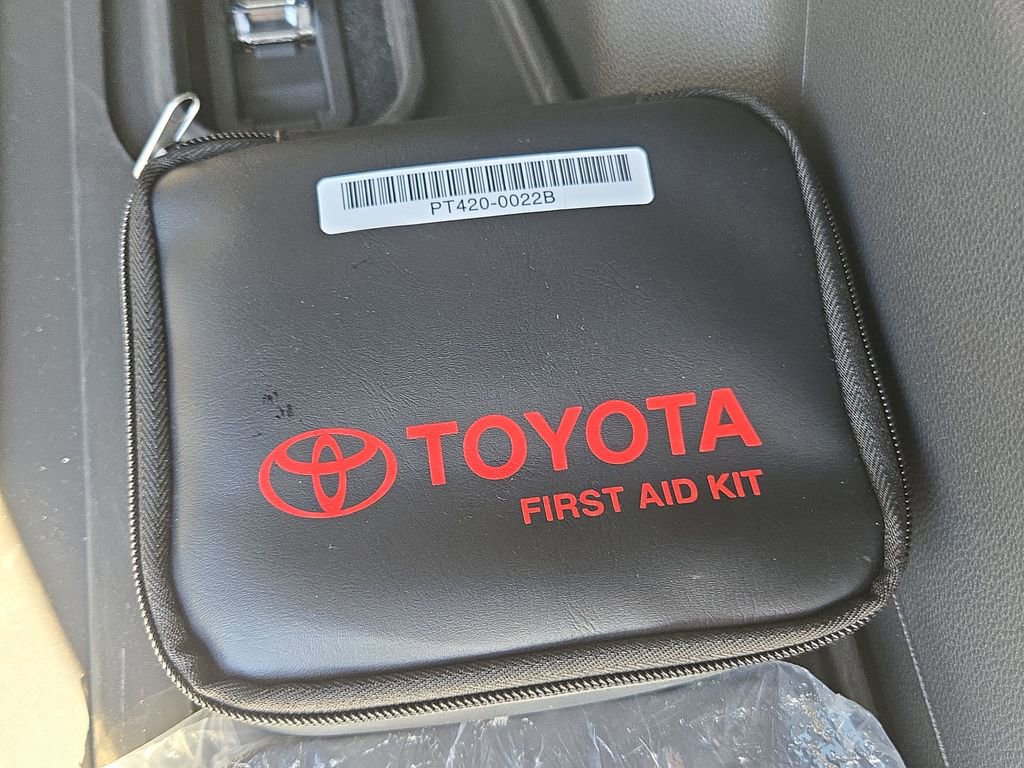 PT420-0022B
TOYOTA
FIRST AID KIT